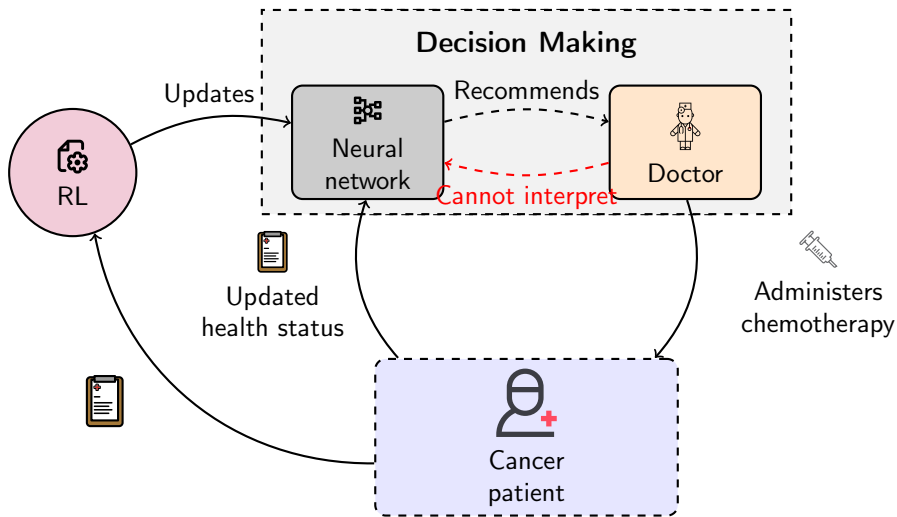 Decision Making
Updates
Recommends
Neural
network
Doctor
RL
Cannot interpret
Updated
health status
Administers
chemotherapy
Cancer
patient